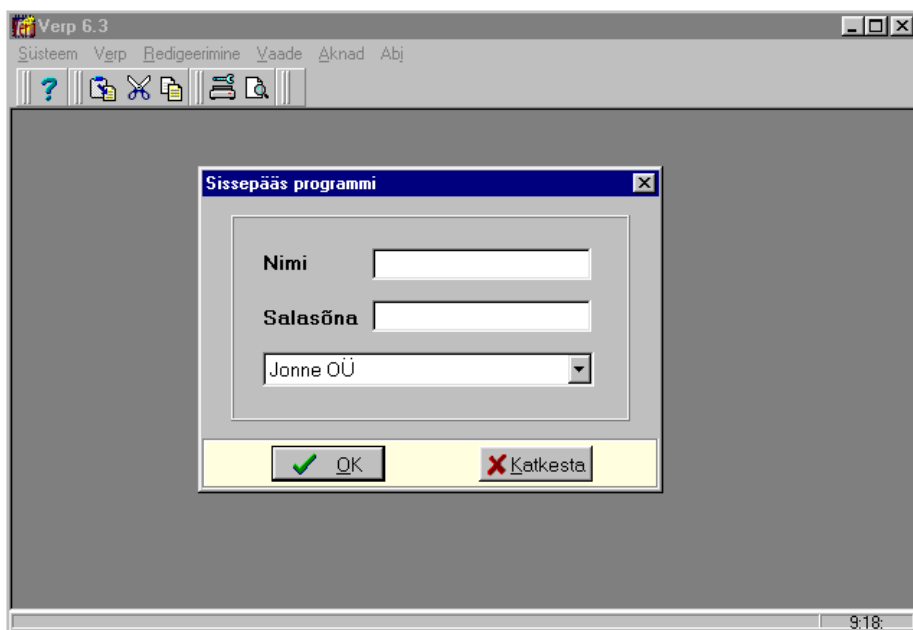 Verp 6.3
Süsteem Verp Redigeerimine Vaade Aknad Abi
Sissepääs programmi
Nimi
Salasõna
Jonne OÜ
OK Katkesta
9:18: